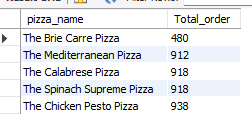 pizza_name Total_order
The Brie Carre Pizza 480
The Mediterranean Pizza 912
The Calabrese Pizza 918
The Spinach Supreme Pizza 918
The Chicken Pesto Pizza 938